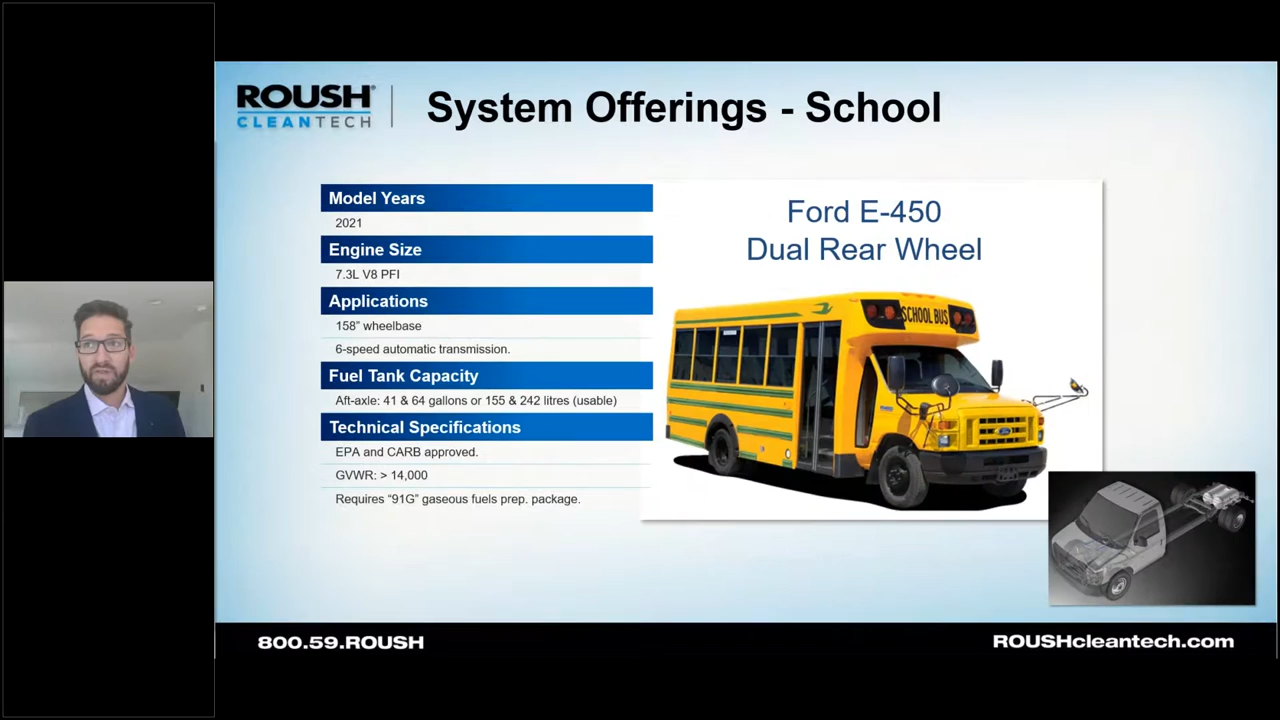 ROUSH®
CLEANTECH
System Offerings - School
Model Years
2021
Engine Size
7.3L V8 PFI
Applications
158” wheelbase
6-speed automatic transmission.
Fuel Tank Capacity
Aft-axle: 41 & 64 gallons or 155 & 242 litres (usable)
Technical Specifications
EPA and CARB approved.
GVWR: > 14,000
Requires “91G” gaseous fuels prep. package.
Ford E-450
Dual Rear Wheel
SCHOOL BUS
Ford
800.59.ROUSH
ROUSHcleantech.com